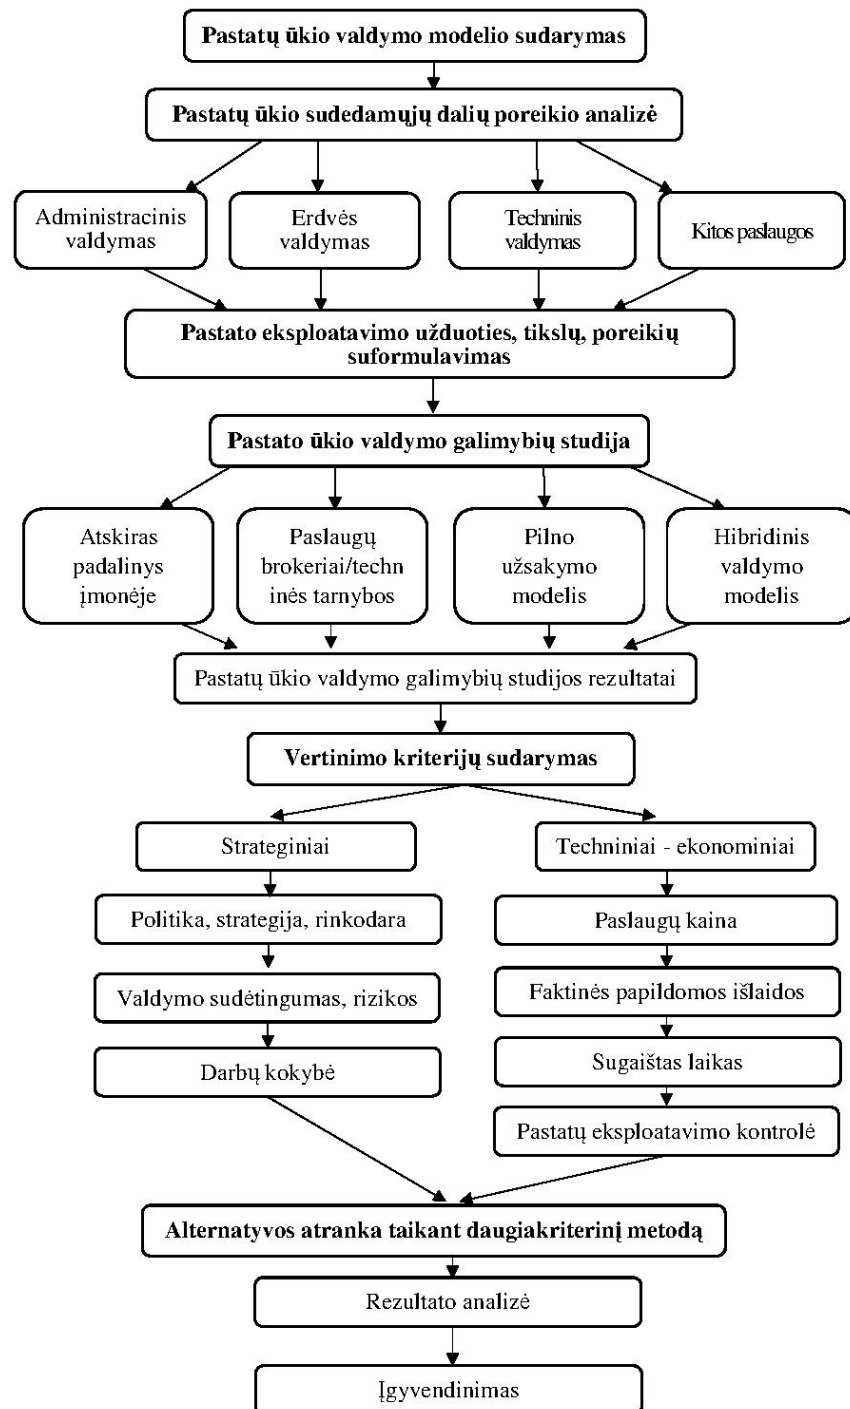 Pastatų ūkio valdymo modelio sudarymas
Pastatų ūkio sudedamųjų dalių poreikio analizė
Administracinis
valdymas
Erdvės
valdymas
Techninis
valdymas
Kitos paslaugos
Pastato eksploatavimo užduoties, tikslų, poreikių
suformulavimas
Pastato ūkio valdymo galimybių studija
Atskiras
padalinys
įmonėje
Paslaugų
brokeriai/techn
inės tarnybos
Pilno
užsakymo
modelis
Hibridinis
valdymo
modelis
Pastatų ūkio valdymo galimybių studijos rezultatai
Vertinimo kriterijų sudarymas
Strateginiai
Techniniai - ekonominiai
Politika, strategija, rinkodara
Paslaugų kaina
Valdymo sudėtingumas, rizikos
Faktinės papildomos išlaidos
Darbų kokybė
Sugaištas laikas
Pastatų eksploatavimo kontrolė
Alternatyvos atranka taikant daugiakriterinį metodą
Rezultato analizė
Įgyvendinimas